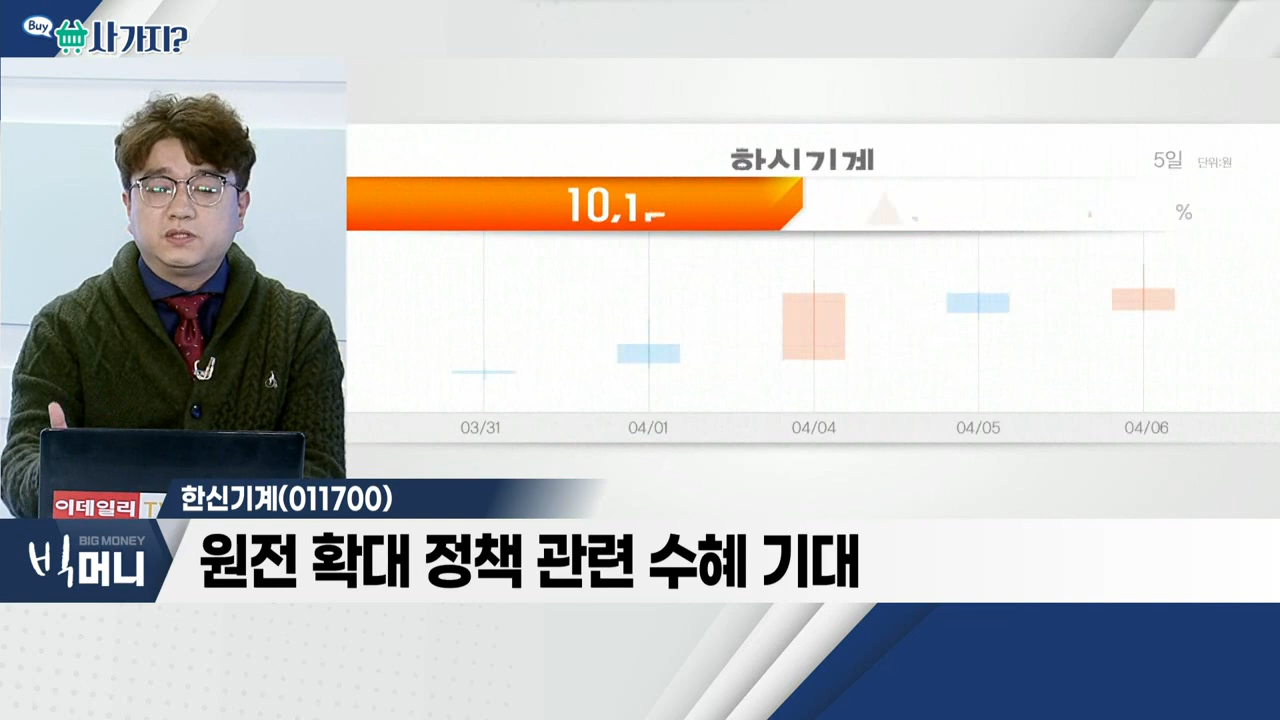 Buy
사가지?
한신기계
5일 단위:원
%
03/31 04/01 04/04 04/05 04/06
이데일리 T
한신기계(011700)
BIG MONEY
빅머니
원전 확대 정책 관련 수혜 기대